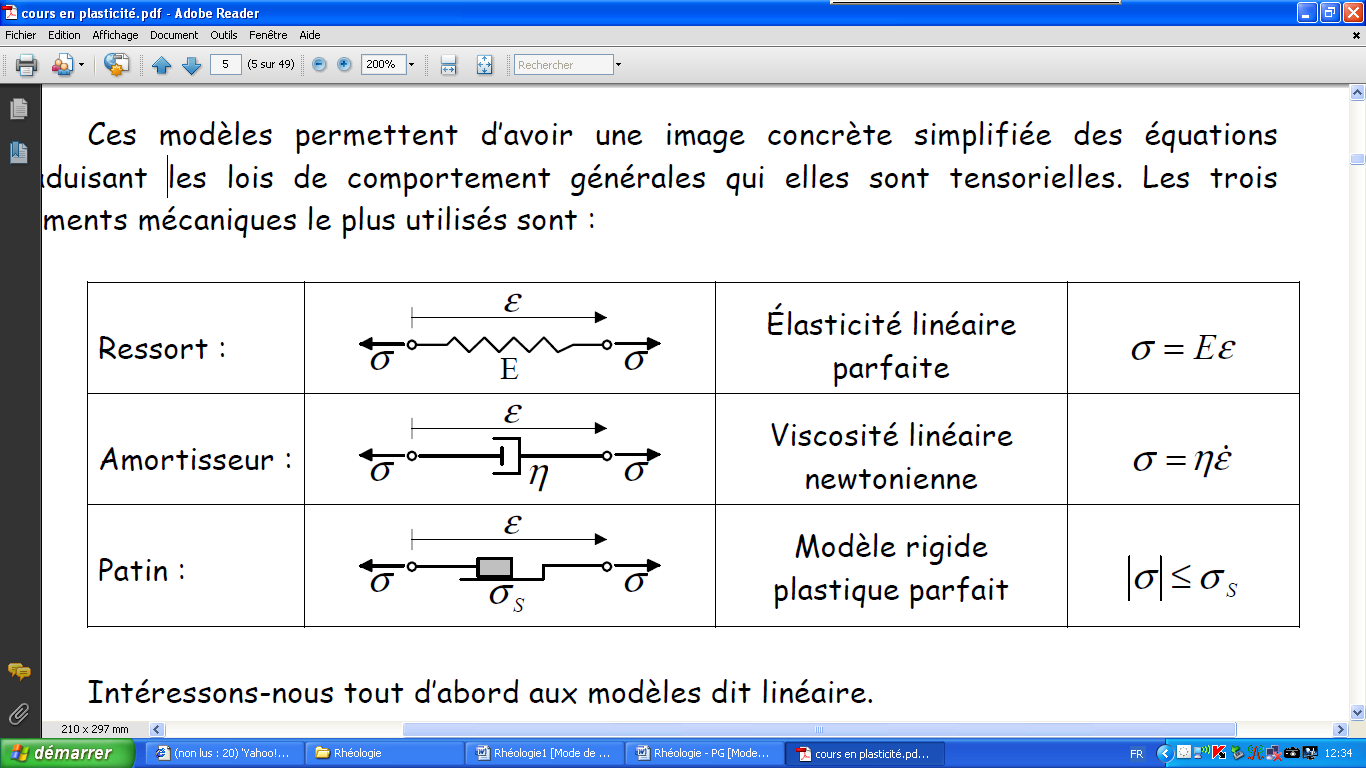 cours en plasticité.pdf - Adobe Reader
Fichier Edition Affichage Document Outils Fenêtre Aide
5 (5 sur 49) 200% Rechercher
Ces modèles permettent d'avoir une image concrète simplifiée des équations
aduisant les lois de comportement générales qui elles sont tensorielles. Les trois
ments mécaniques le plus utilisés sont :
Ressort :
ε
σ σ
E
Élasticité linéaire
parfaite
σ = Eε
Amortisseur :
ε
σ η σ
Viscosité linéaire
newtonienne
σ = ηε̇
Patin :
ε
σ σ_S σ
Modèle rigide
plastique parfait
|σ| ≤ σ_S
Intéressons-nous tout d'abord aux modèles dit linéaire.
210 x 297 mm
démarrer (non lus : 20) 'Yahoo!... Rhéologie Rhéologie1 [Mode de ... Rhéologie - PG [Mode... cours en plasticité.pd... FR 12:34